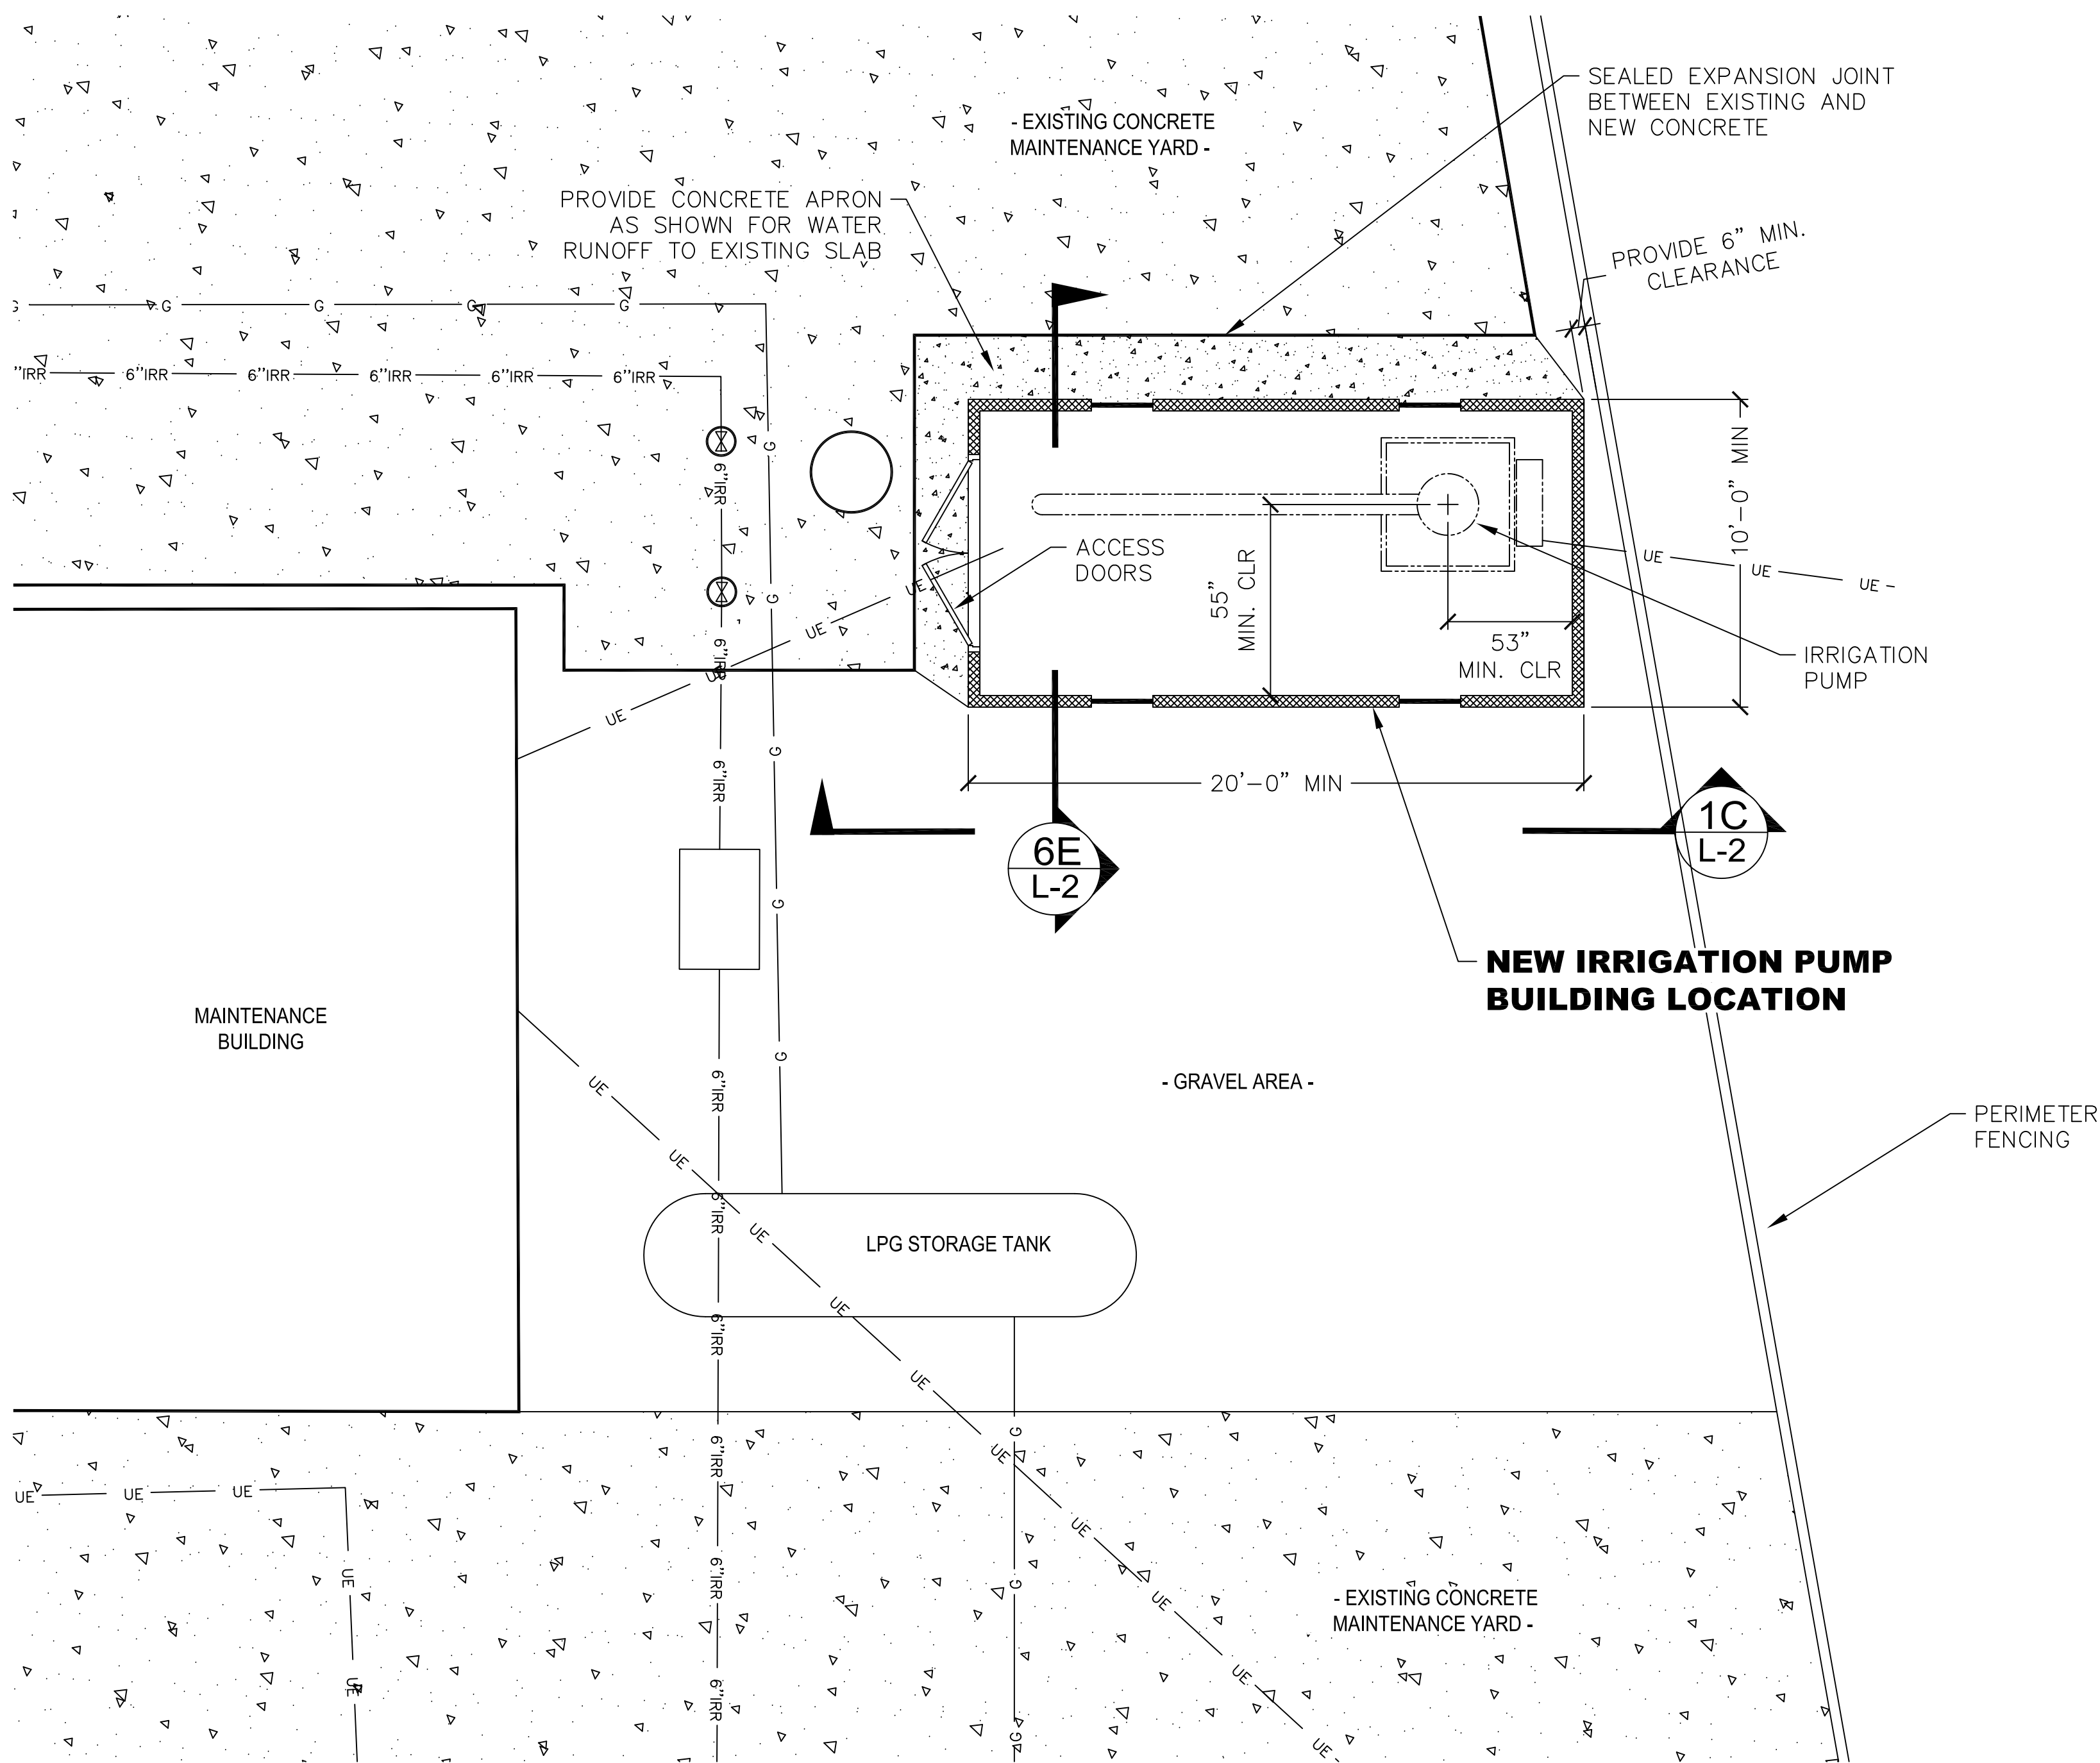 SEALED EXPANSION JOINT
BETWEEN EXISTING AND
NEW CONCRETE
- EXISTING CONCRETE
MAINTENANCE YARD -
PROVIDE CONCRETE APRON
AS SHOWN FOR WATER
RUNOFF TO EXISTING SLAB
PROVIDE 6" MIN.
CLEARANCE
G
G
G
G
G
"IRR
6"IRR
6"IRR
6"IRR
6"IRR
6"IRR
G
6"IRR
10'-0" MIN
ACCESS
DOORS
55"
MIN. CLR
UE
UE
UE -
UE
G
UE
6"IRR
53"
MIN. CLR
IRRIGATION
PUMP
UE
UE
G
6"IRR
20'-0" MIN
1C
L-2
6E
L-2
G
NEW IRRIGATION PUMP
BUILDING LOCATION
MAINTENANCE
BUILDING
G
- GRAVEL AREA -
UE
6"IRR
PERIMETER
FENCING
UE
6"IRR
UE
LPG STORAGE TANK
UE
6"IRR
UE
G
6"IRR
UE
UE
UE
UE
UE
UE
6"IRR
G
UE
- EXISTING CONCRETE
MAINTENANCE YARD -
UE
UE
6"IRR
G
UE -